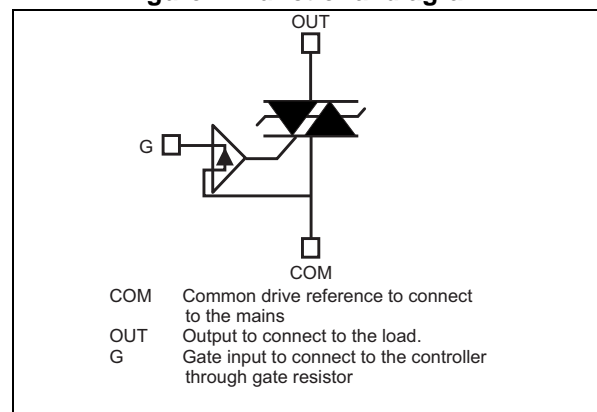 OUT
G
COM
COM Common drive reference to connect
to the mains
OUT Output to connect to the load.
G Gate input to connect to the controller
through gate resistor